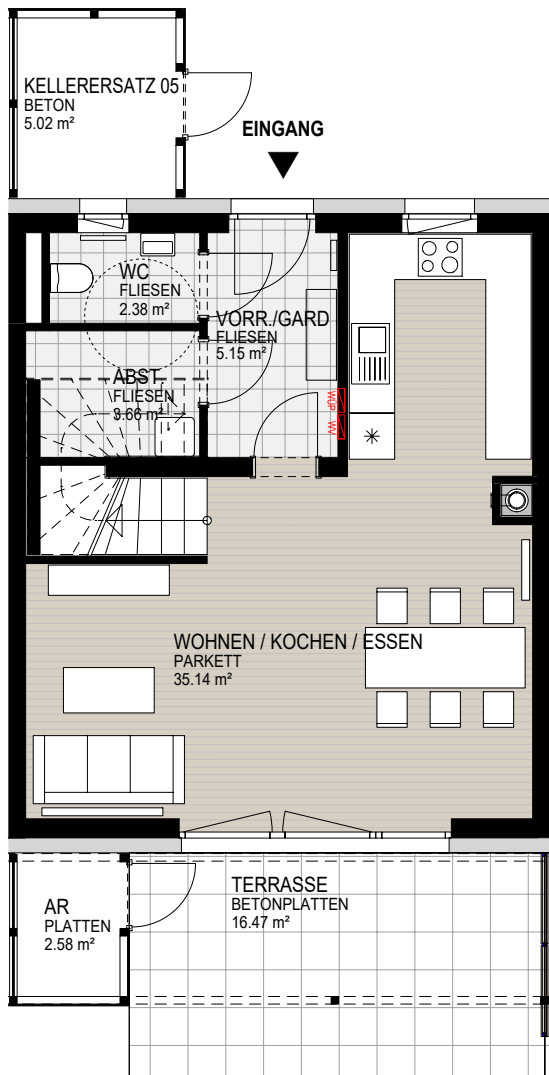 KELLERERSATZ 05
BETON
5.02 m²
EINGANG
WC
FLIESEN
2.38 m²
VORR./GARD
FLIESEN
5.15 m²
ABST.
FLIESEN
3.66 m²
WUP
WV
WOHNEN / KOCHEN / ESSEN
PARKETT
35.14 m²
AR
PLATTEN
2.58 m²
TERRASSE
BETONPLATTEN
16.47 m²